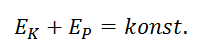 E_K + E_P = konst.